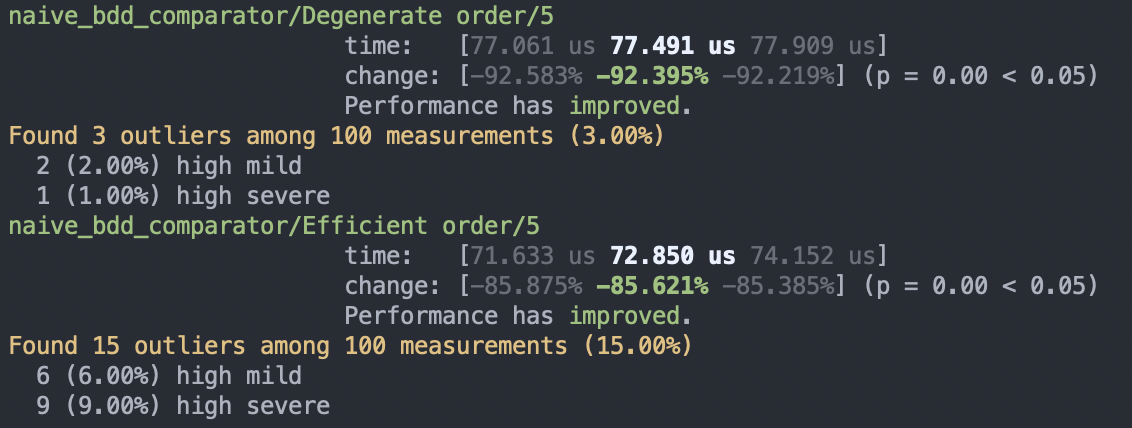 naive_bdd_comparator/Degenerate order/5
time: [77.061 us 77.491 us 77.909 us]
change: [-92.583% -92.395% -92.219%] (p = 0.00 < 0.05)
Performance has improved.
Found 3 outliers among 100 measurements (3.00%)
2 (2.00%) high mild
1 (1.00%) high severe
naive_bdd_comparator/Efficient order/5
time: [71.633 us 72.850 us 74.152 us]
change: [-85.875% -85.621% -85.385%] (p = 0.00 < 0.05)
Performance has improved.
Found 15 outliers among 100 measurements (15.00%)
6 (6.00%) high mild
9 (9.00%) high severe